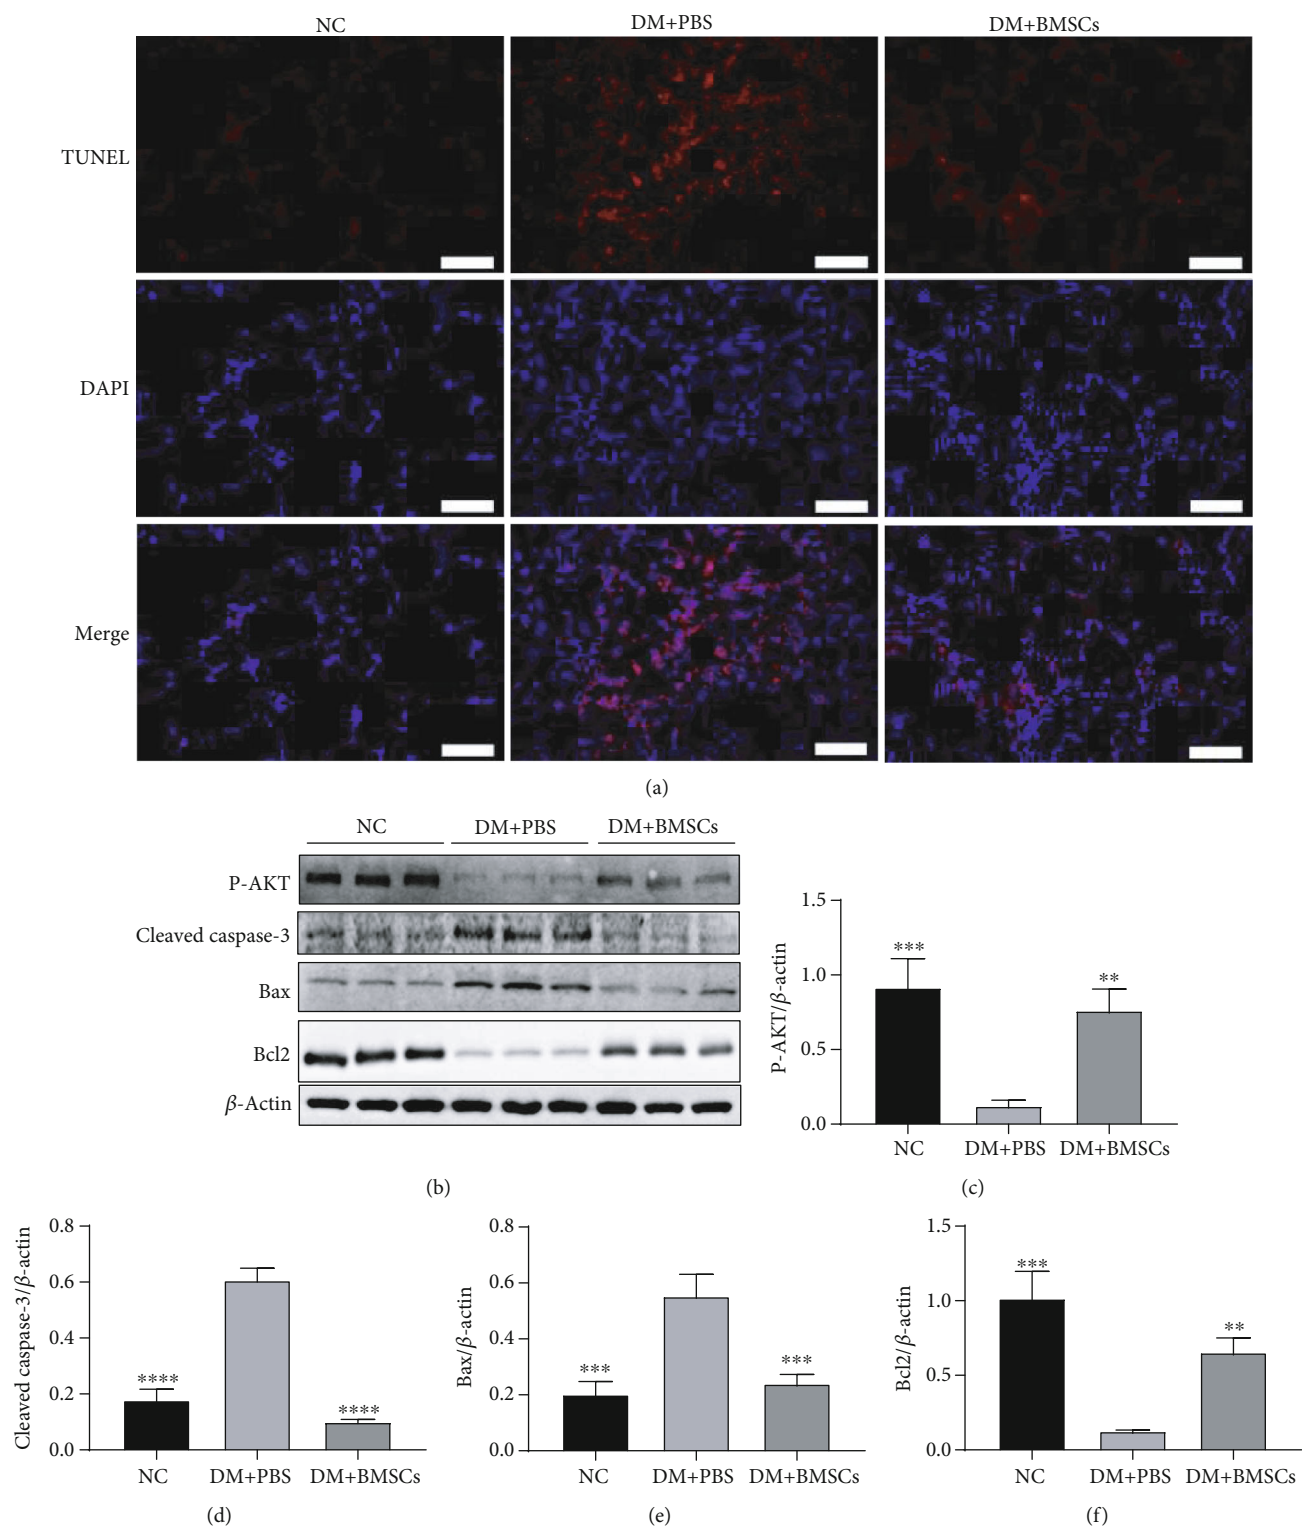 NC DM+PBS DM+BMSCs
TUNEL
DAPI
Merge
(a)
NC DM+PBS DM+BMSCs
P-AKT
Cleaved caspase-3
Bax
Bcl2
β-Actin
(b)
1.5
1.0
0.5
0.0
P-AKT/β-actin
***
**
NC DM+PBS DM+BMSCs
(c)
0.8
0.6
0.4
0.2
0.0
Cleaved caspase-3/β-actin
****
****
NC DM+PBS DM+BMSCs
(d)
0.8
0.6
0.4
0.2
0.0
Bax/β-actin
***
***
NC DM+PBS DM+BMSCs
(e)
1.5
1.0
0.5
0.0
Bcl2/β-actin
***
**
NC DM+PBS DM+BMSCs
(f)